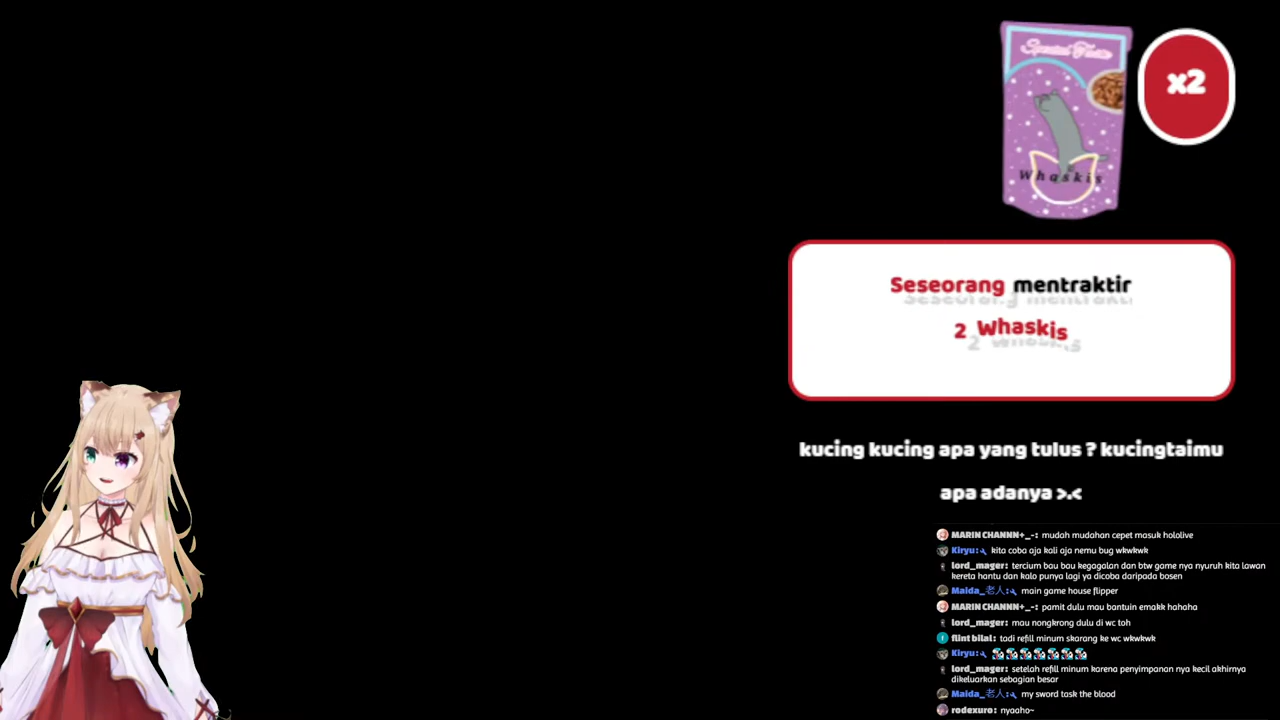 Special Taste
Whaskis
x2
Seseorang mentraktir
2 Whaskis
kucing kucing apa yang tulus ? kucingtaimu
apa adanya >.<
MARIN CHANNN+_-: mudah mudahan cepet masuk hololive
Kiryu: kita coba aja kali aja nemu bug wkwkwk
lord_mager: tercium bau bau kegagalan dan btw game nya nyuruh kita lawan
kereta hantu dan kalo punya lagi ya dicoba daripada bosen
Maida_老人: main game house flipper
MARIN CHANNN+_-: pamit dulu mau bantuin emakk hahaha
lord_mager: mau nongkrong dulu di wc toh
flint bilal: tadi refill minum skarang ke wc wkwkwk
Kiryu:
lord_mager: setelah refill minum karena penyimpanan nya kecil akhirnya
dikeluarkan sebagian besar
Maida_老人: my sword task the blood
rodexuro: nyaaho~